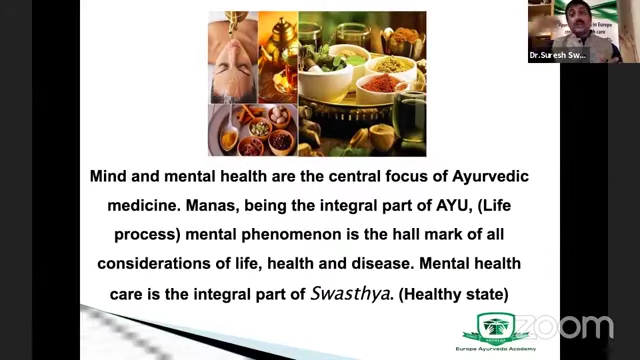 Dr.Suresh Sw...
Mind and mental health are the central focus of Ayurvedic
medicine. Manas, being the integral part of AYU, (Life
process) mental phenomenon is the hall mark of all
considerations of life, health and disease. Mental health
care is the integral part of Swasthya. (Healthy state)
zoom
Europe Ayurveda Academy